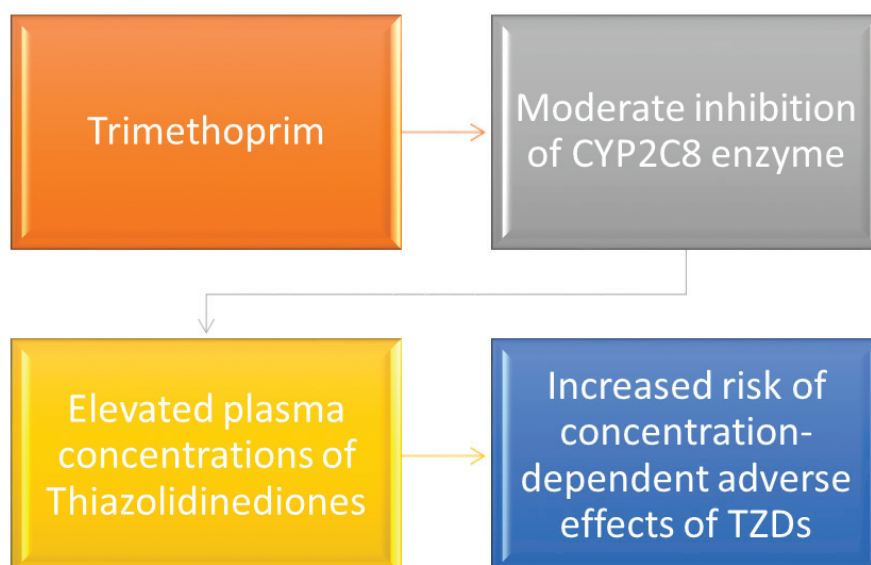 Trimethoprim
Moderate inhibition
of CYP2C8 enzyme
Elevated plasma
concentrations of
Thiazolidinediones
Increased risk of
concentration-
dependent adverse
effects of TZDs